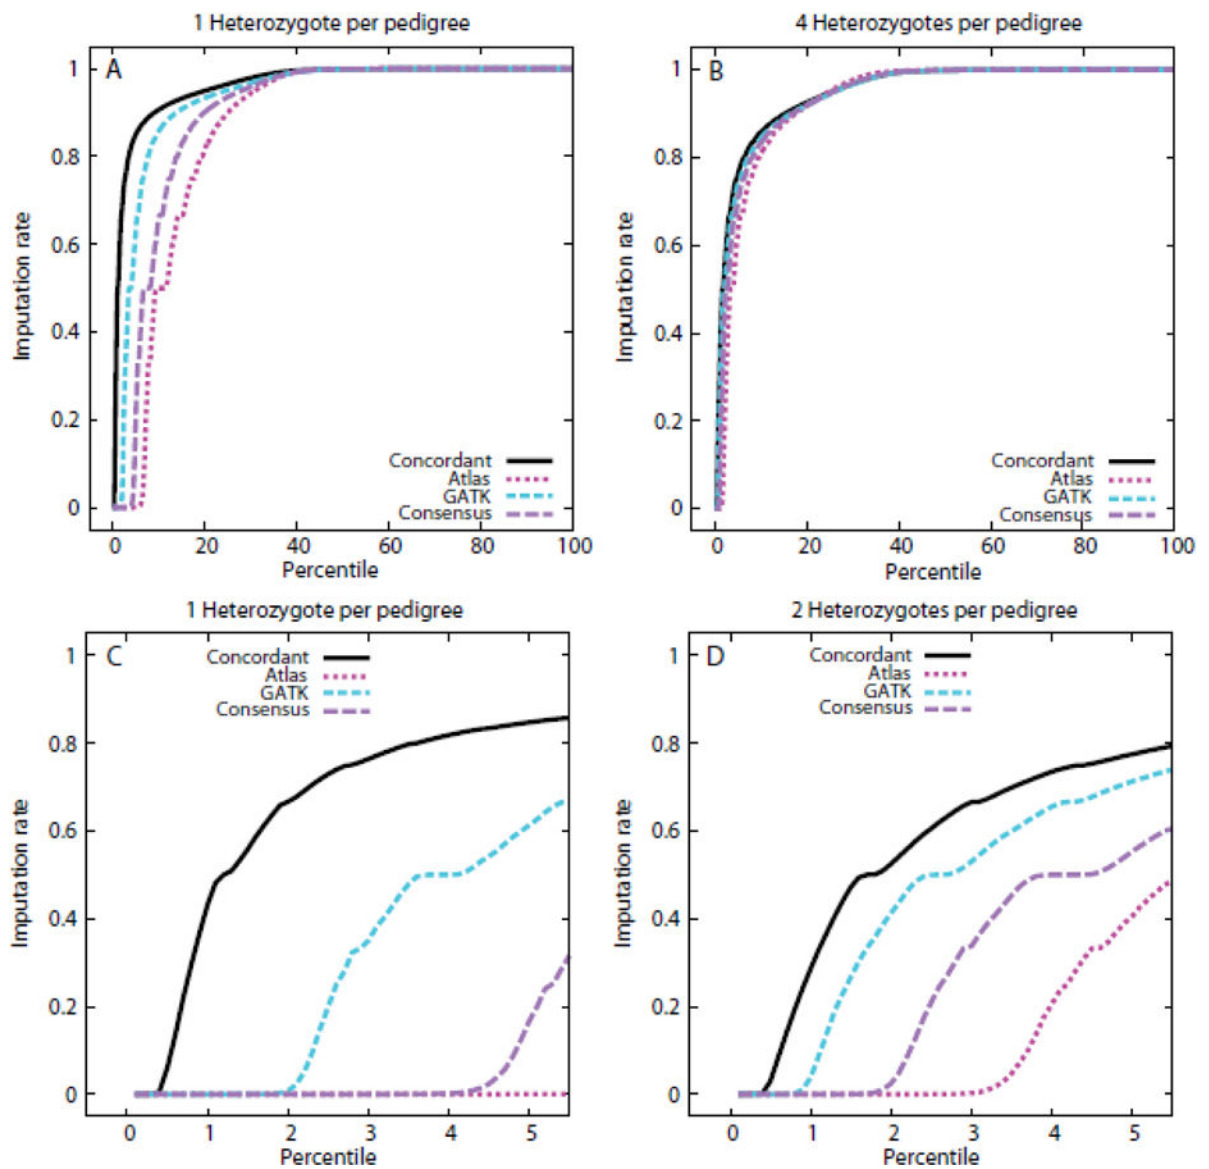 1 Heterozygote per pedigree
A
1
0.8
0.6
0.4
0.2
0
Imputation rate
Concordant
Atlas
GATK
Consensus
0 20 40 60 80 100
Percentile
4 Heterozygotes per pedigree
B
1
0.8
0.6
0.4
0.2
0
Imputation rate
Concordant
Atlas
GATK
Consensus
0 20 40 60 80 100
Percentile
1 Heterozygote per pedigree
C
Concordant
Atlas
GATK
Consensus
1
0.8
0.6
0.4
0.2
0
Imputation rate
0 1 2 3 4 5
Percentile
2 Heterozygotes per pedigree
D
Concordant
Atlas
GATK
Consensus
1
0.8
0.6
0.4
0.2
0
Imputation rate
0 1 2 3 4 5
Percentile